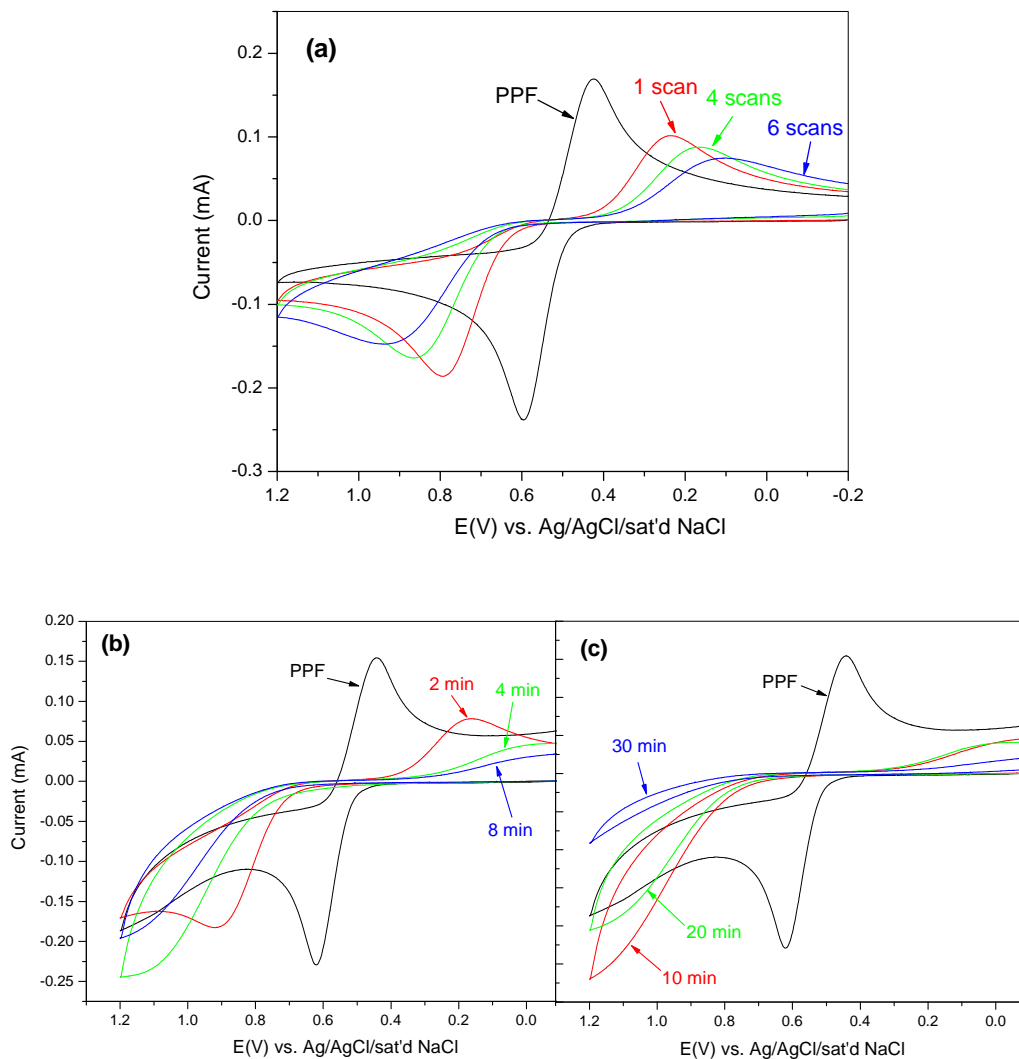 (a)
PPF
1 scan
4 scans
6 scans
0.2
0.1
0.0
-0.1
-0.2
-0.3
Current (mA)
1.2 1.0 0.8 0.6 0.4 0.2 0.0 -0.2
E(V) vs. Ag/AgCl/sat'd NaCl
(b)
PPF
2 min
4 min
8 min
0.20
0.15
0.10
0.05
0.00
-0.05
-0.10
-0.15
-0.20
-0.25
Current (mA)
1.2 1.0 0.8 0.6 0.4 0.2 0.0
E(V) vs. Ag/AgCl/sat'd NaCl
(c)
PPF
30 min
20 min
10 min
1.2 1.0 0.8 0.6 0.4 0.2 0.0
E(V) vs. Ag/AgCl/sat'd NaCl